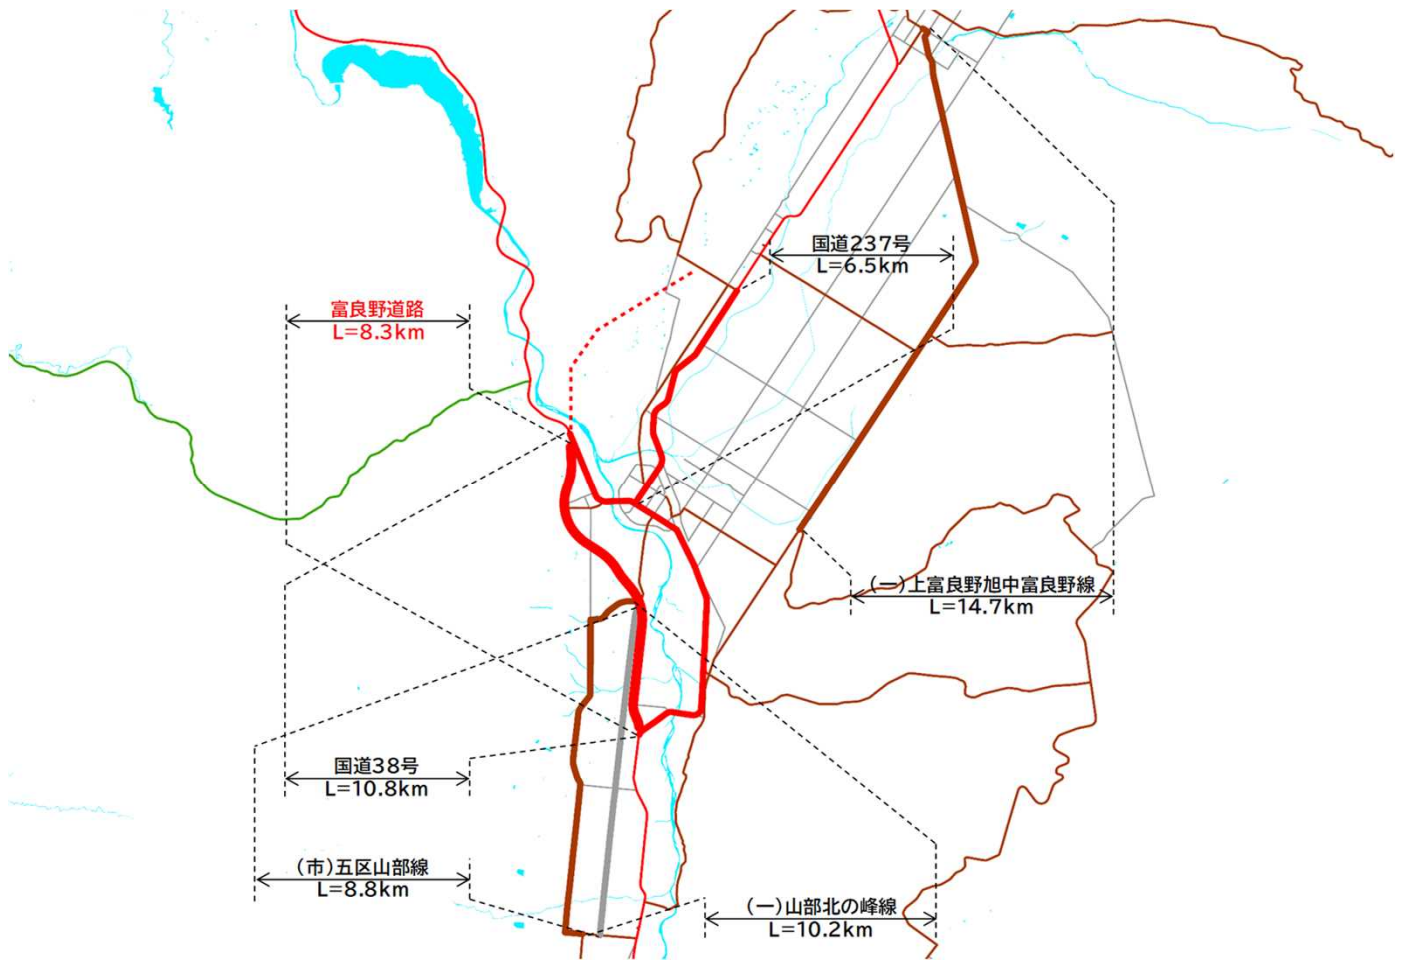 国道237号
L=6.5km
富良野道路
L=8.3km
(一)上富良野旭中富良野線
L=14.7km
国道38号
L=10.8km
(市)五区山部線
L=8.8km
(一)山部北の峰線
L=10.2km